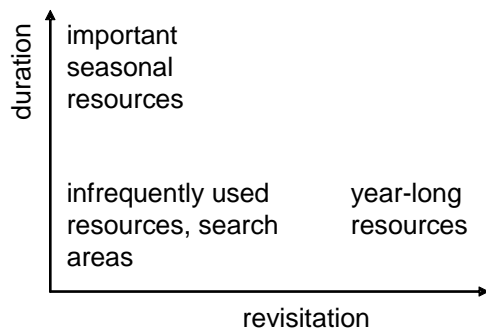 duration
important
seasonal
resources
infrequently used
resources, search
areas
year-long
resources
revisitation